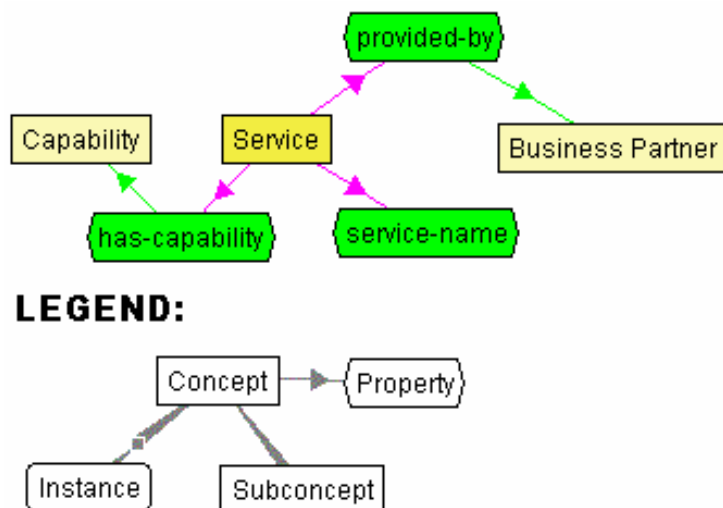 provided-by
Capability
Service
Business Partner
has-capability
service-name
LEGEND:
Concept
Property
Instance
Subconcept